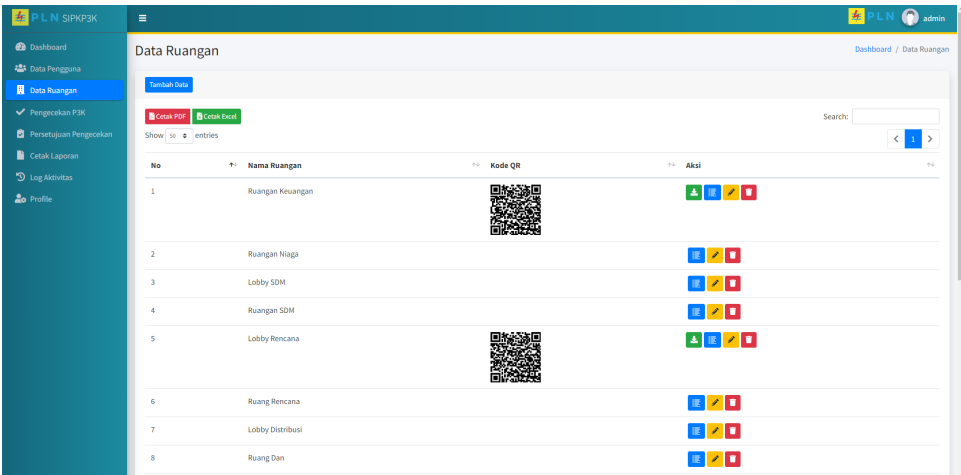 PLN SIPKP3K
PLN admin
Dashboard
Data Pengguna
Data Ruangan
Pengecekan P3K
Persetujuan Pengecekan
Cetak Laporan
Log Aktivitas
Profile
Data Ruangan
Dashboard / Data Ruangan
Tambah Data
Cetak PDF Cetak Excel
Search:
Show 50 entries
1
No Nama Ruangan Kode QR Aksi
1 Ruangan Keuangan
2 Ruangan Niaga
3 Lobby SDM
4 Ruangan SDM
5 Lobby Rencana
6 Ruang Rencana
7 Lobby Distribusi
8 Ruang Dan